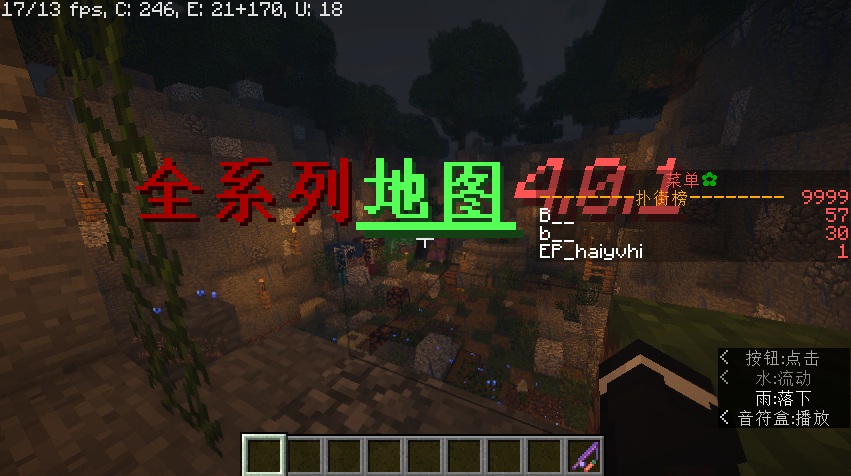 17/13 fps, C: 246, E: 21+170, U: 18
全系列地图4,0,1
菜单✿
--------扑街榜-------- 9999
B__ 57
b__ 30
EP_haiyvhi 1
< 按钮:点击
< 水:流动
雨:落下
< 音符盒:播放